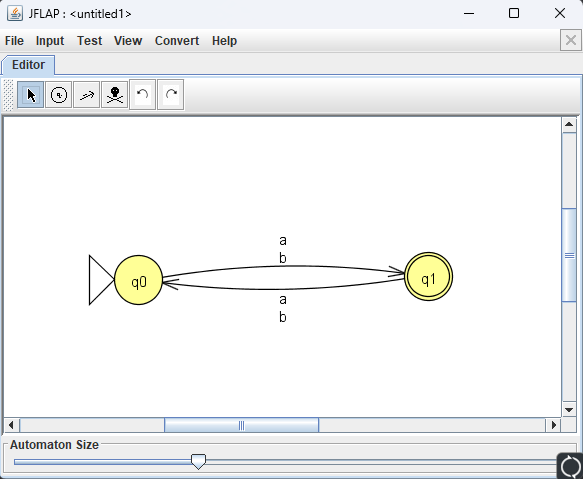 JFLAP : <untitled1>
File Input Test View Convert Help
Editor
a
b
q0
q1
a
b
Automaton Size